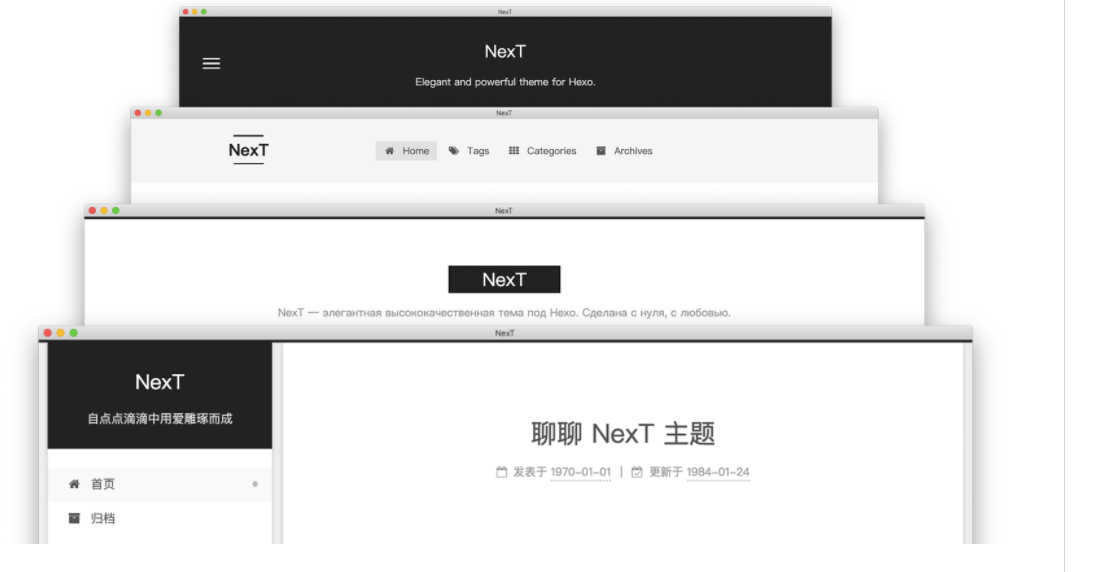 NexT
NexT
Elegant and powerful theme for Hexo.
NexT
NexT Home Tags Categories Archives
NexT
NexT
NexT — элегантная высококачественная тема под Hexo. Сделана с нуля, с любовью.
NexT
NexT
自点点滴滴中用爱雕琢而成
首页
归档
聊聊 NexT 主题
发表于 1970-01-01 | 更新于 1984-01-24